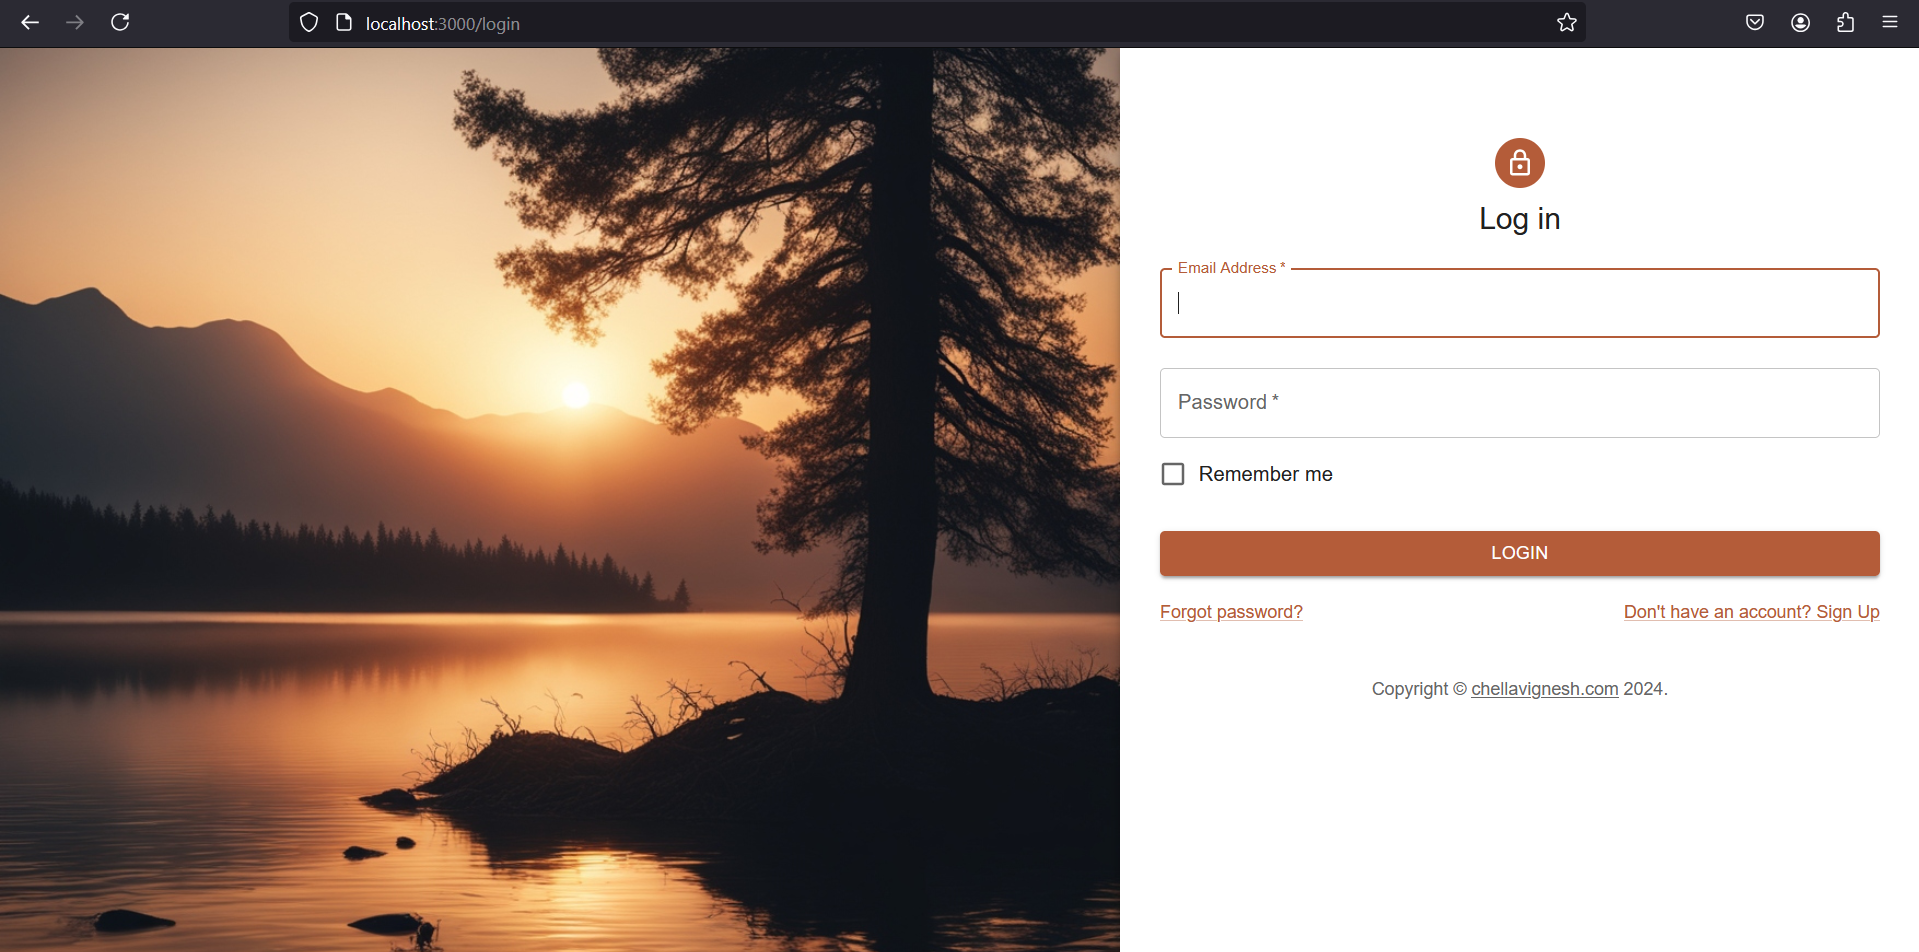 localhost:3000/login
Log in
Email Address *
Password *
Remember me
LOGIN
Forgot password?
Don't have an account? Sign Up
Copyright © chellavignesh.com 2024.